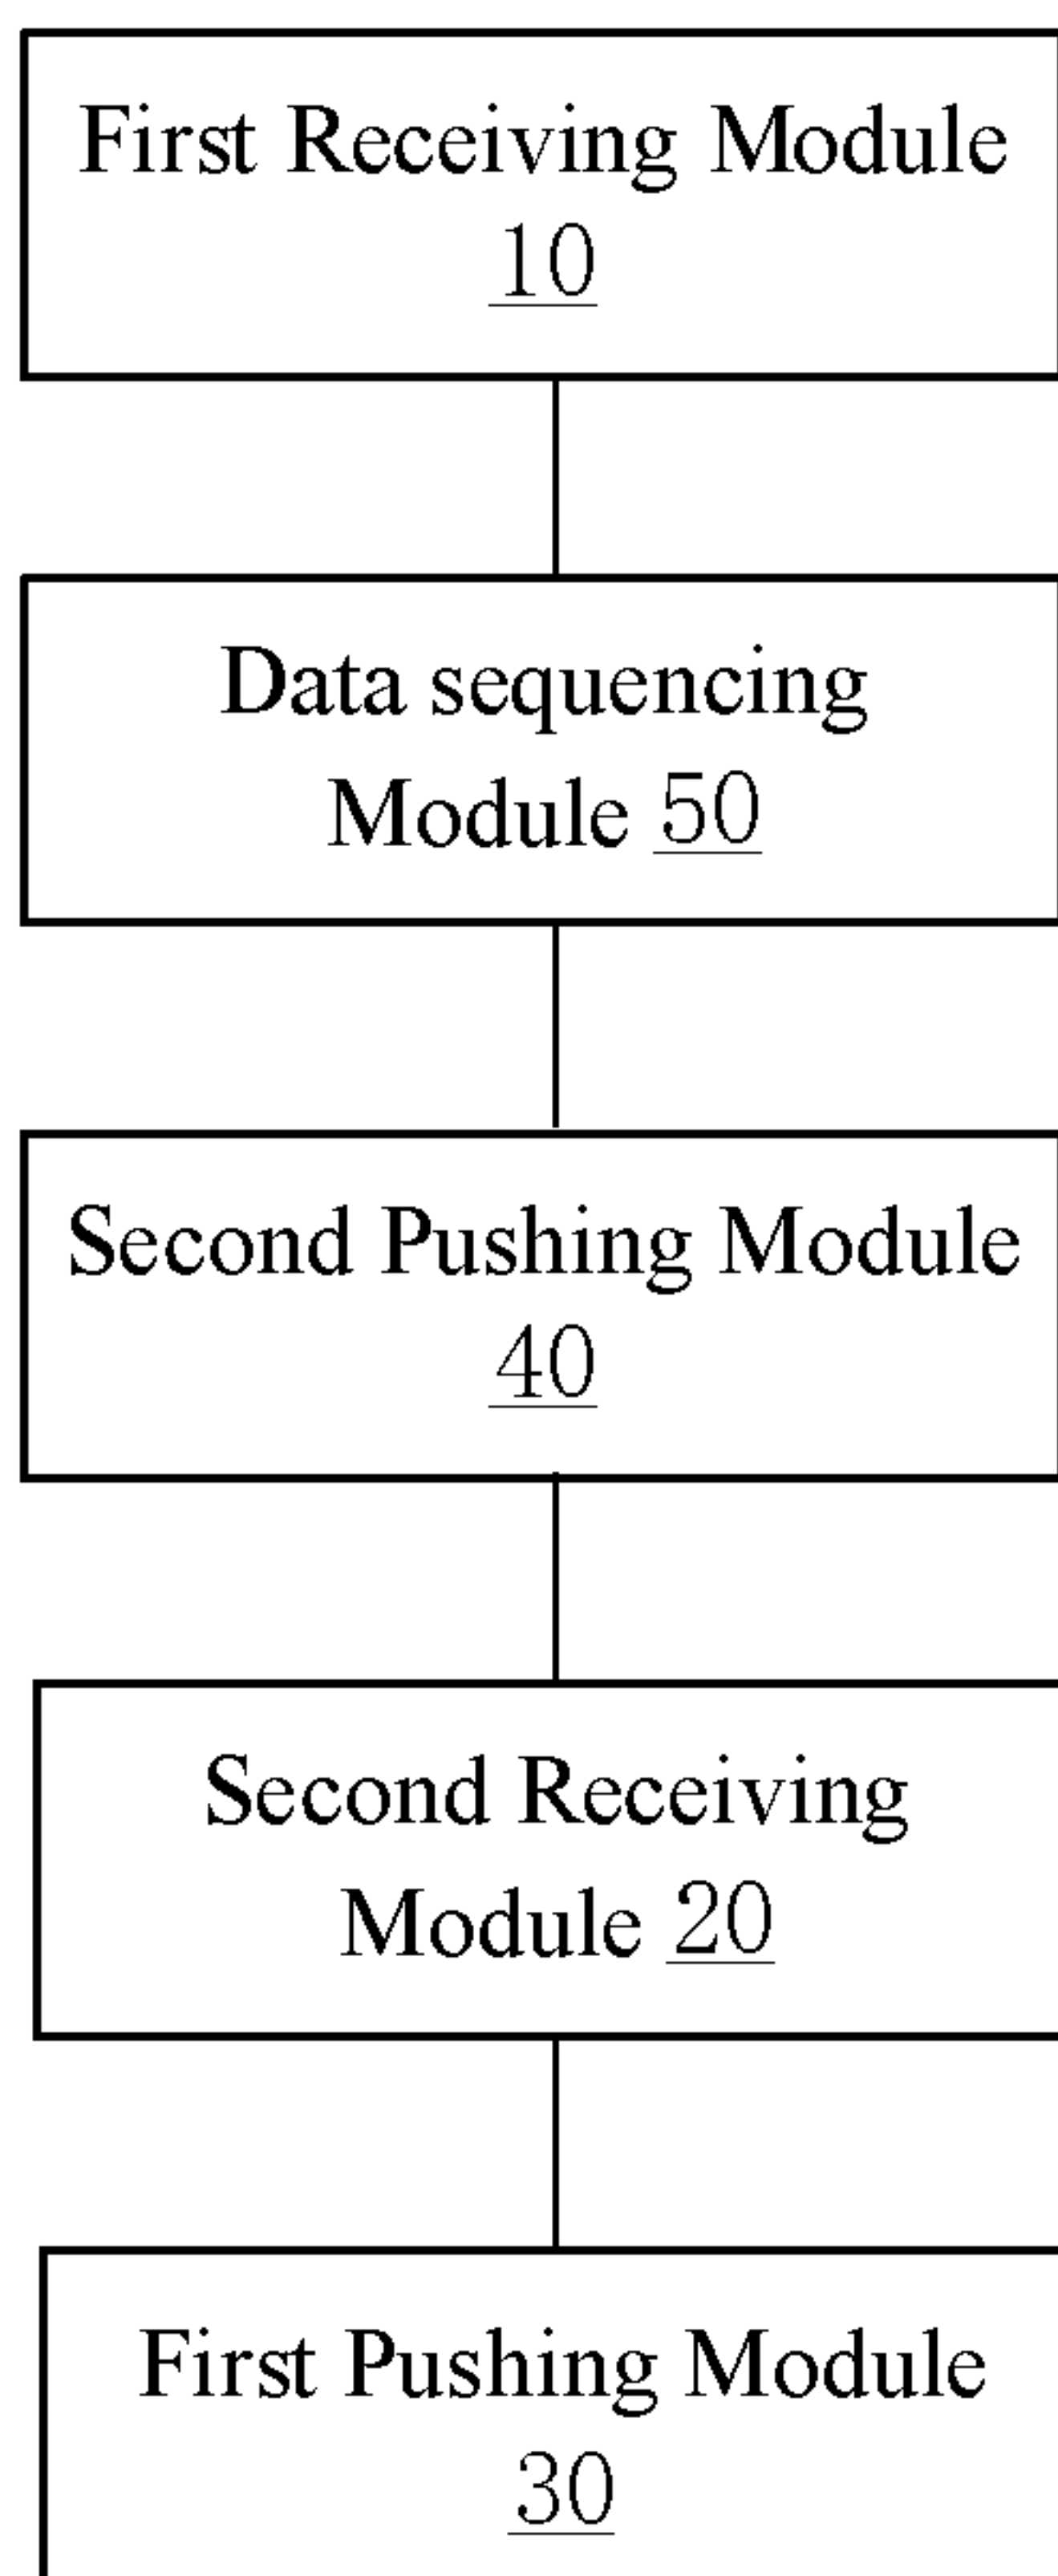 First Receiving Module
10
Data sequencing
Module 50
Second Pushing Module
40
Second Receiving
Module 20
First Pushing Module
30